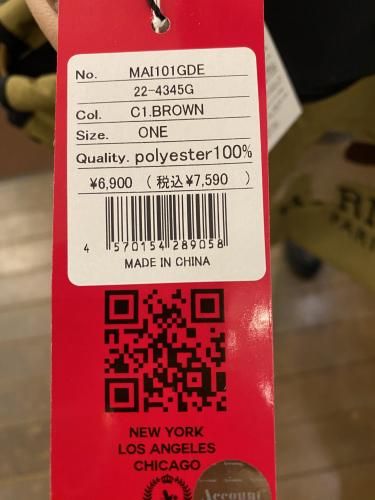 No. MAI101GDE
22-4345G
Col. C1.BROWN
Size. ONE
Quality. polyester100%
¥6,900 ( 税込¥7,590 )
4 570154 289058
MADE IN CHINA
NEW YORK
LOS ANGELES
CHICAGO
Account